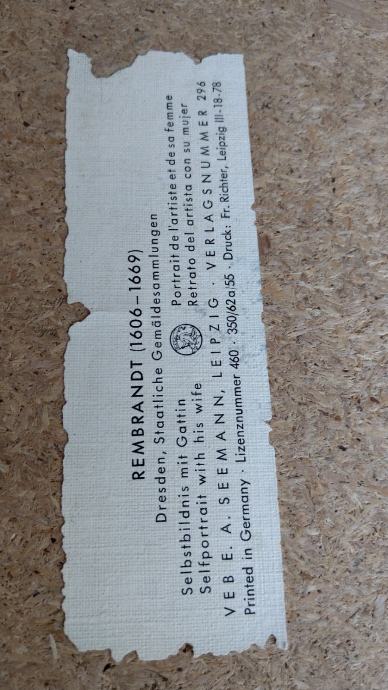 REMBRANDT (1606–1669)
Dresden, Staatliche Gemäldesammlungen
Selbstbildnis mit Gattin
Selfportrait with his wife
Portrait de l'artiste et de sa femme
Retrato del artista con su mujer
VEB E. A. SEEMANN, LEIPZIG · VERLAGSNUMMER 296
Printed in Germany · Lizenznummer 460 · 350/62a/55 · Druck: Fr. Richter, Leipzig III-18-78